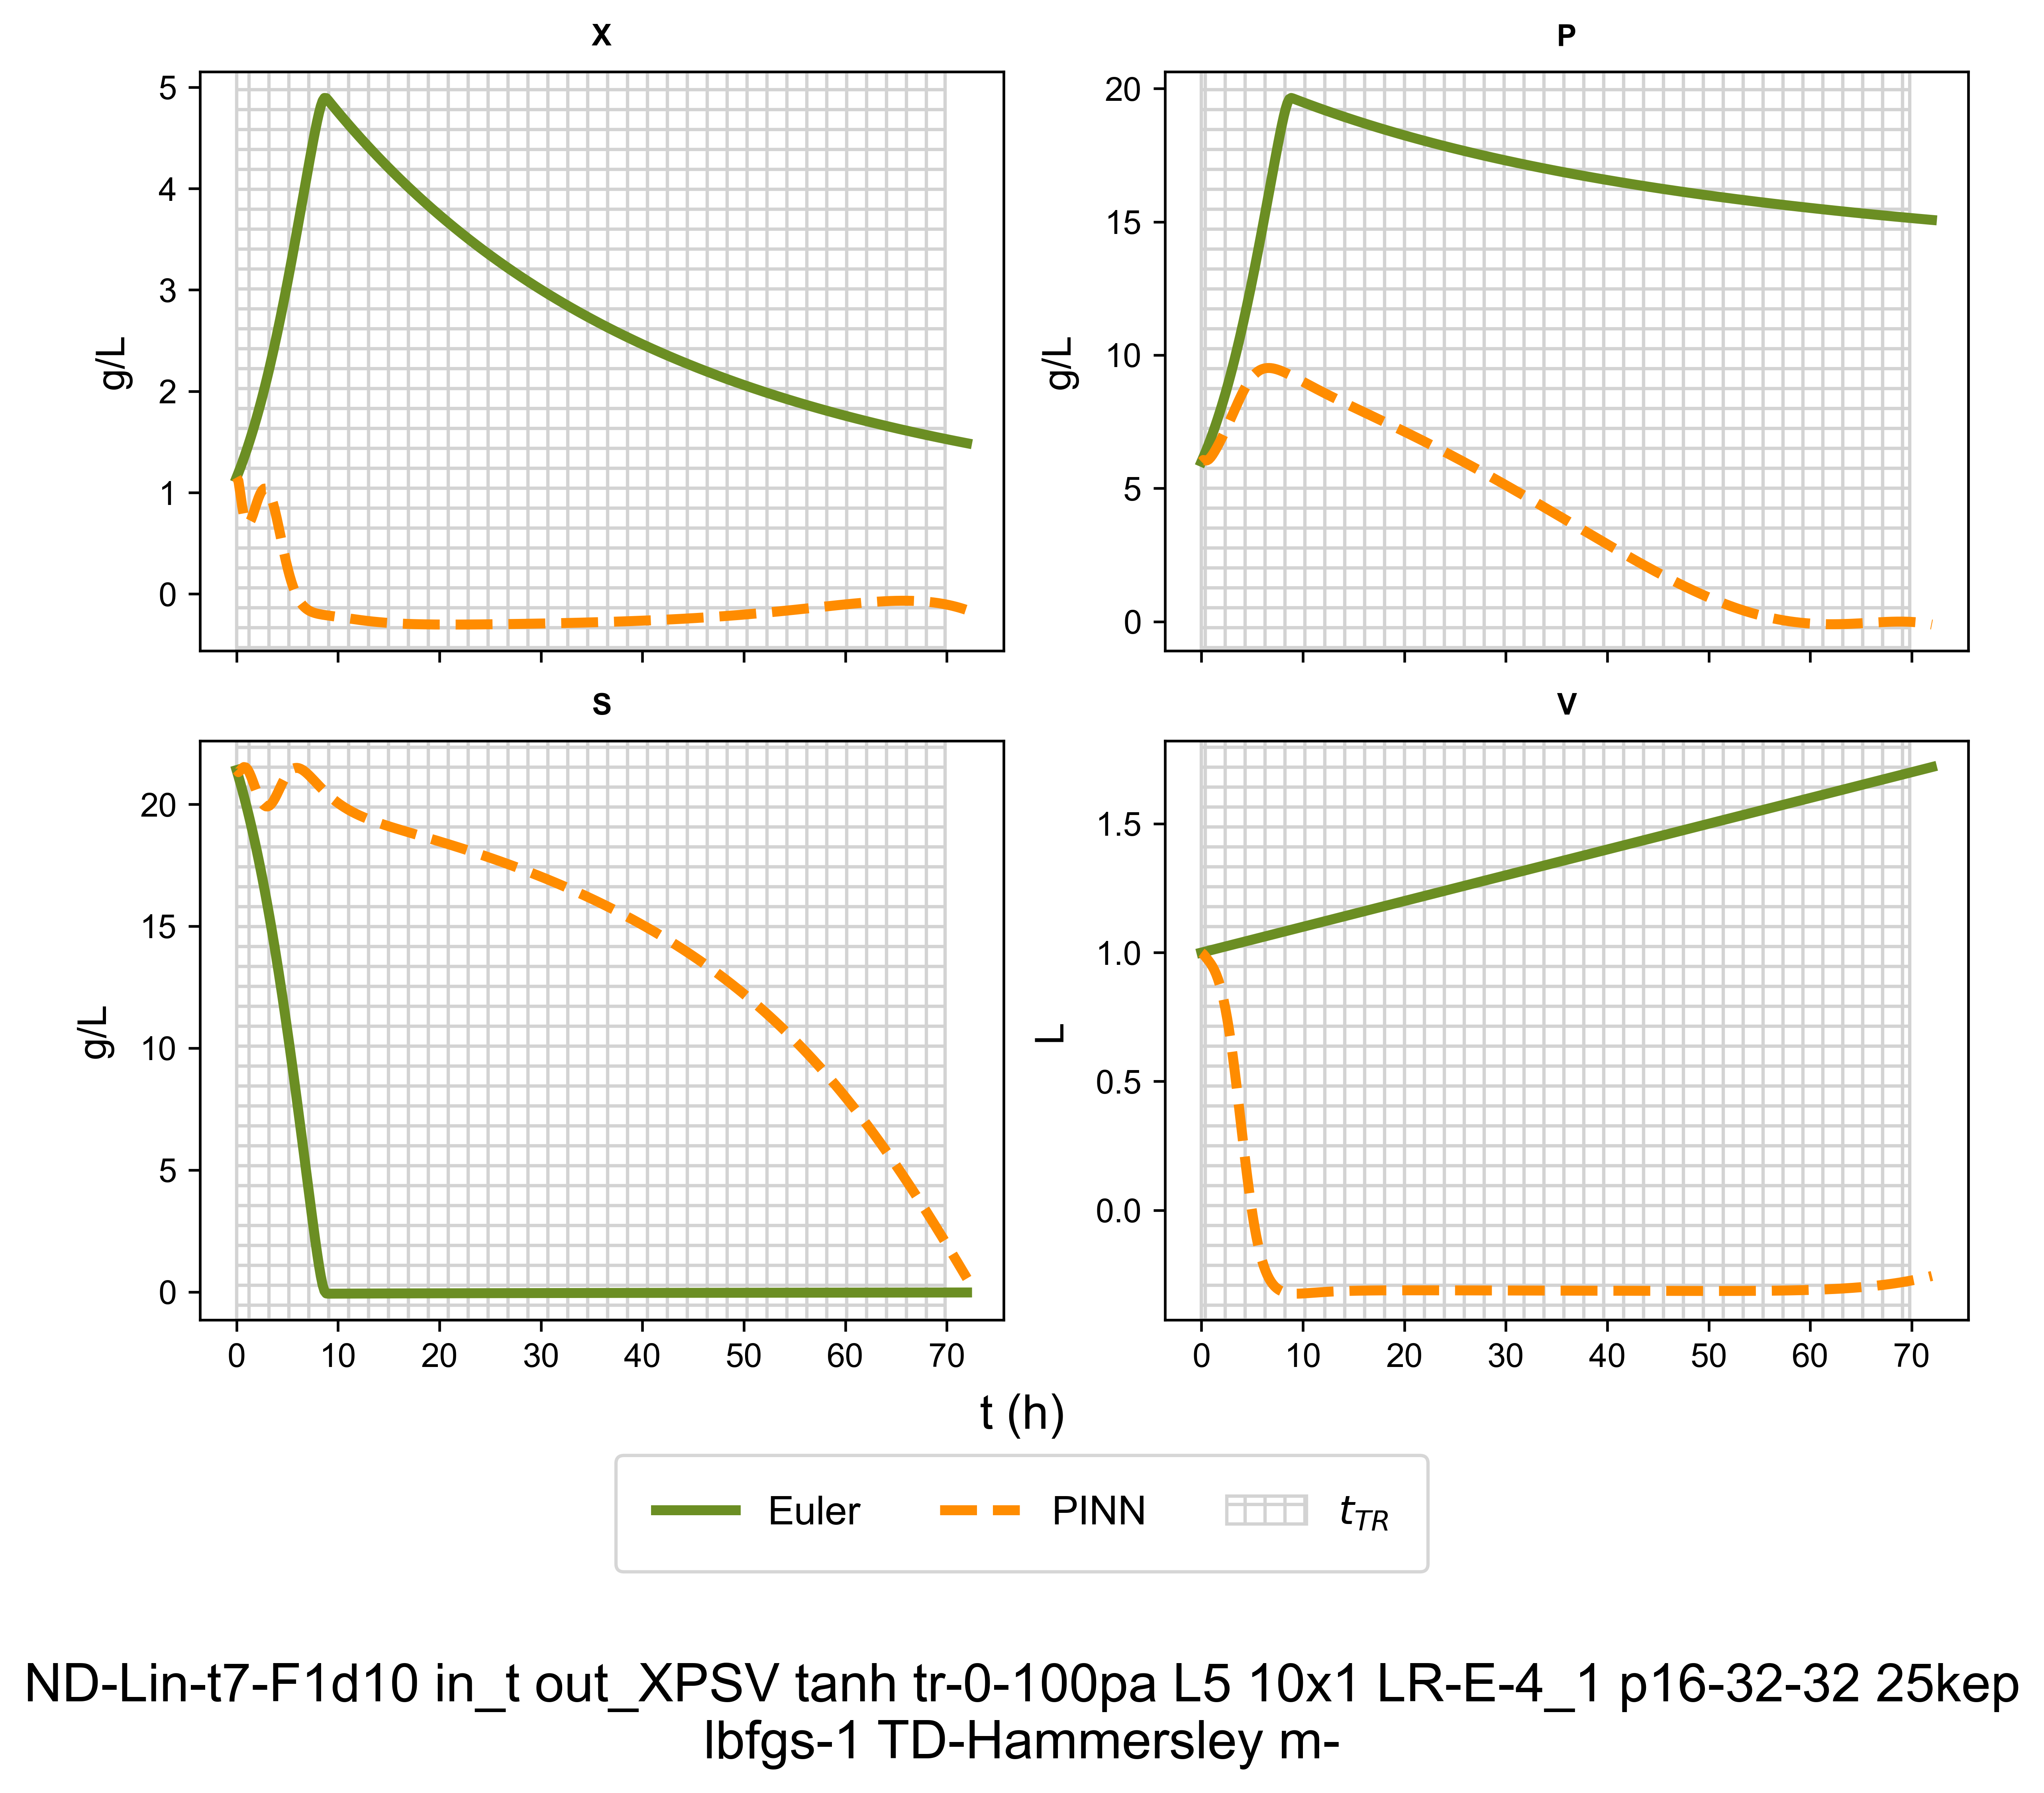 X
P
5
4
3
2
1
0
g/L
20
15
10
5
0
g/L
S
V
20
15
10
5
0
g/L
1.5
1.0
0.5
0.0
L
0 10 20 30 40 50 60 70
0 10 20 30 40 50 60 70
t (h)
Euler PINN t_TR
ND-Lin-t7-F1d10 in_t out_XPSV tanh tr-0-100pa L5 10x1 LR-E-4_1 p16-32-32 25kep
lbfgs-1 TD-Hammersley m-